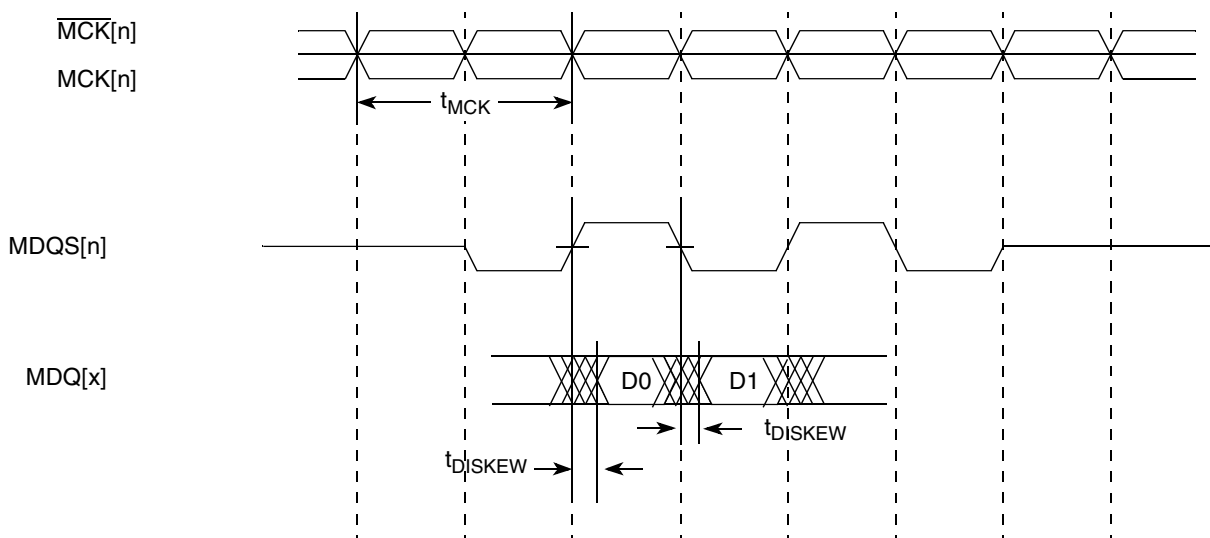 MCK[n]
MCK[n]
tMCK
MDQS[n]
MDQ[x]
D0
D1
tDISKEW
tDISKEW